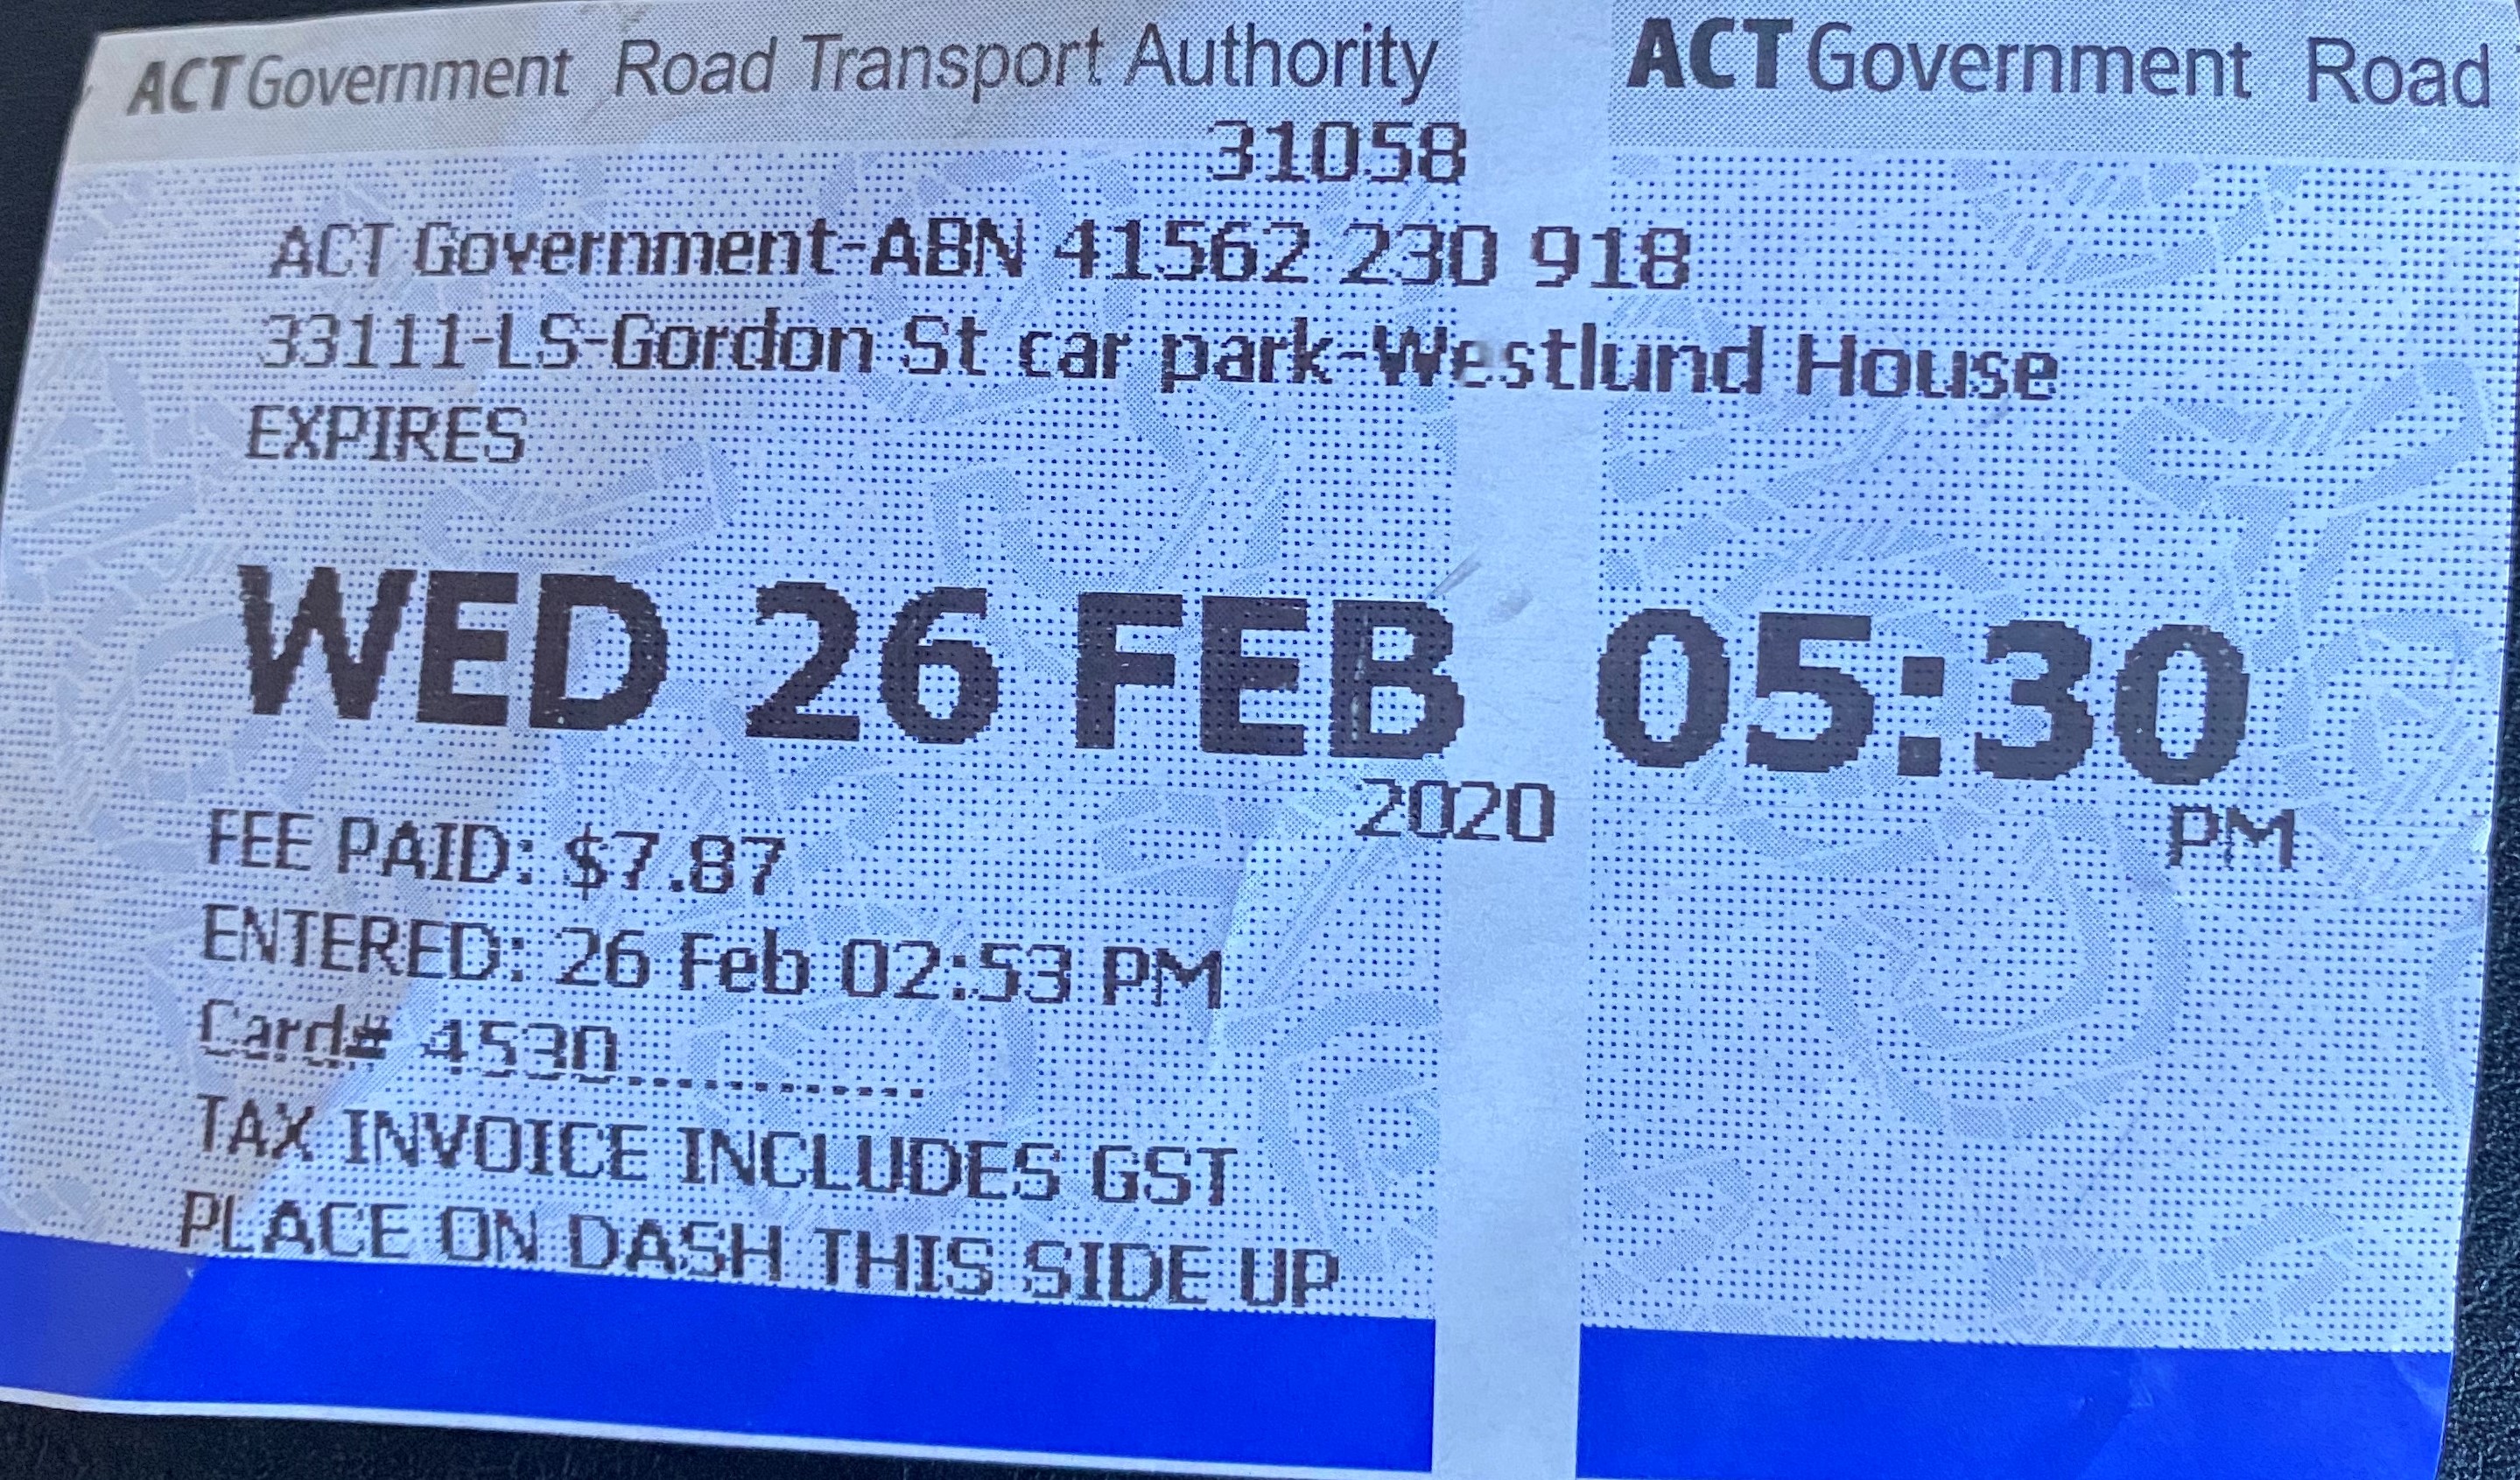 ACT Government Road Transport Authority ACT Government Road
31058
ACT Government-ABN 41562 230 918
33111-LS-Gordon St car park-Westlund House
EXPIRES
WED 26 FEB 05:30
2020 PM
FEE PAID: $7.87
ENTERED: 26 Feb 02:53 PM
Card# 4530............
TAX INVOICE INCLUDES GST
PLACE ON DASH THIS SIDE UP